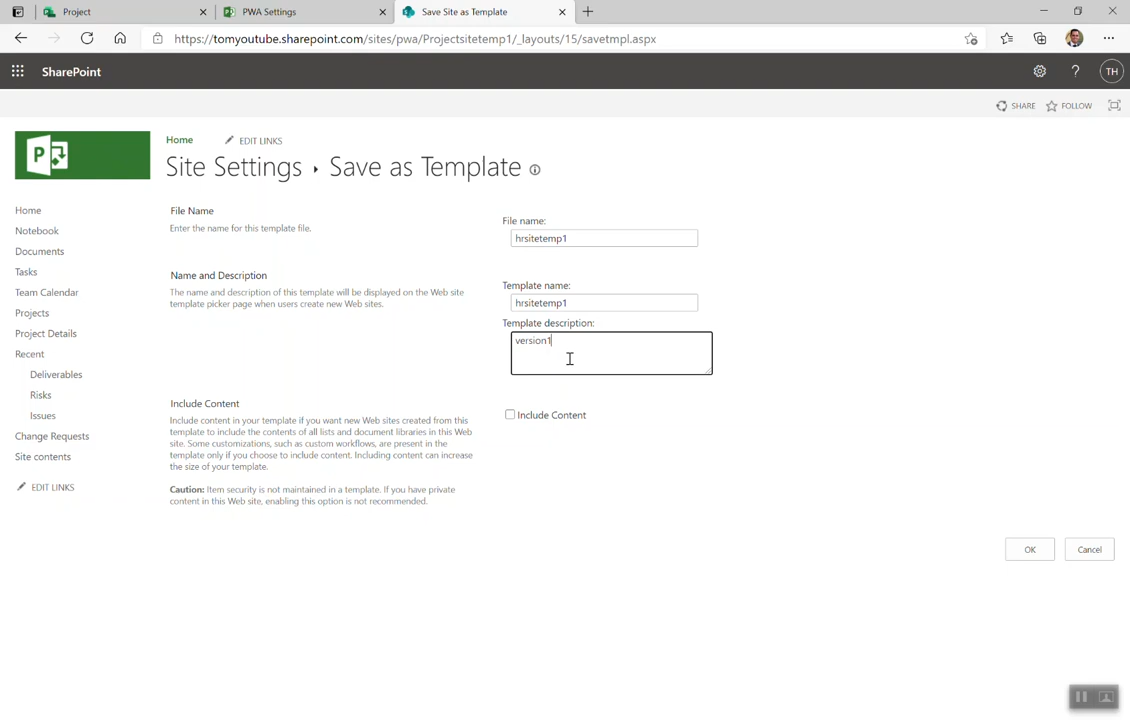 Project
PWA Settings
Save Site as Template
https://tomyoutube.sharepoint.com/sites/pwa/Projectsitetemp1/_layouts/15/savetmpl.aspx
SharePoint
?
TH
SHARE
FOLLOW
P
Home
EDIT LINKS
Site Settings ▸ Save as Template
Home
Notebook
Documents
Tasks
Team Calendar
Projects
Project Details
Recent
Deliverables
Risks
Issues
Change Requests
Site contents
EDIT LINKS
File Name
Enter the name for this template file.
File name:
hrsitetemp1
Name and Description
The name and description of this template will be displayed on the Web site
template picker page when users create new Web sites.
Template name:
hrsitetemp1
Template description:
version1
Include Content
Include content in your template if you want new Web sites created from this
template to include the contents of all lists and document libraries in this Web
site. Some customizations, such as custom workflows, are present in the
template only if you choose to include content. Including content can increase
the size of your template.
Caution: Item security is not maintained in a template. If you have private
content in this Web site, enabling this option is not recommended.
Include Content
OK
Cancel